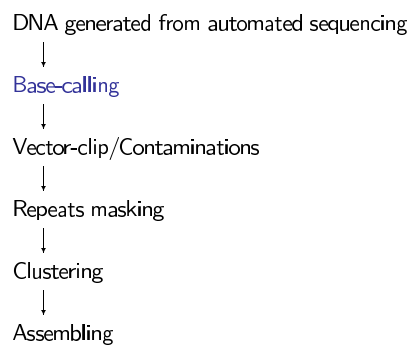 DNA generated from automated sequencing
Base-calling
Vector-clip/Contaminations
Repeats masking
Clustering
Assembling